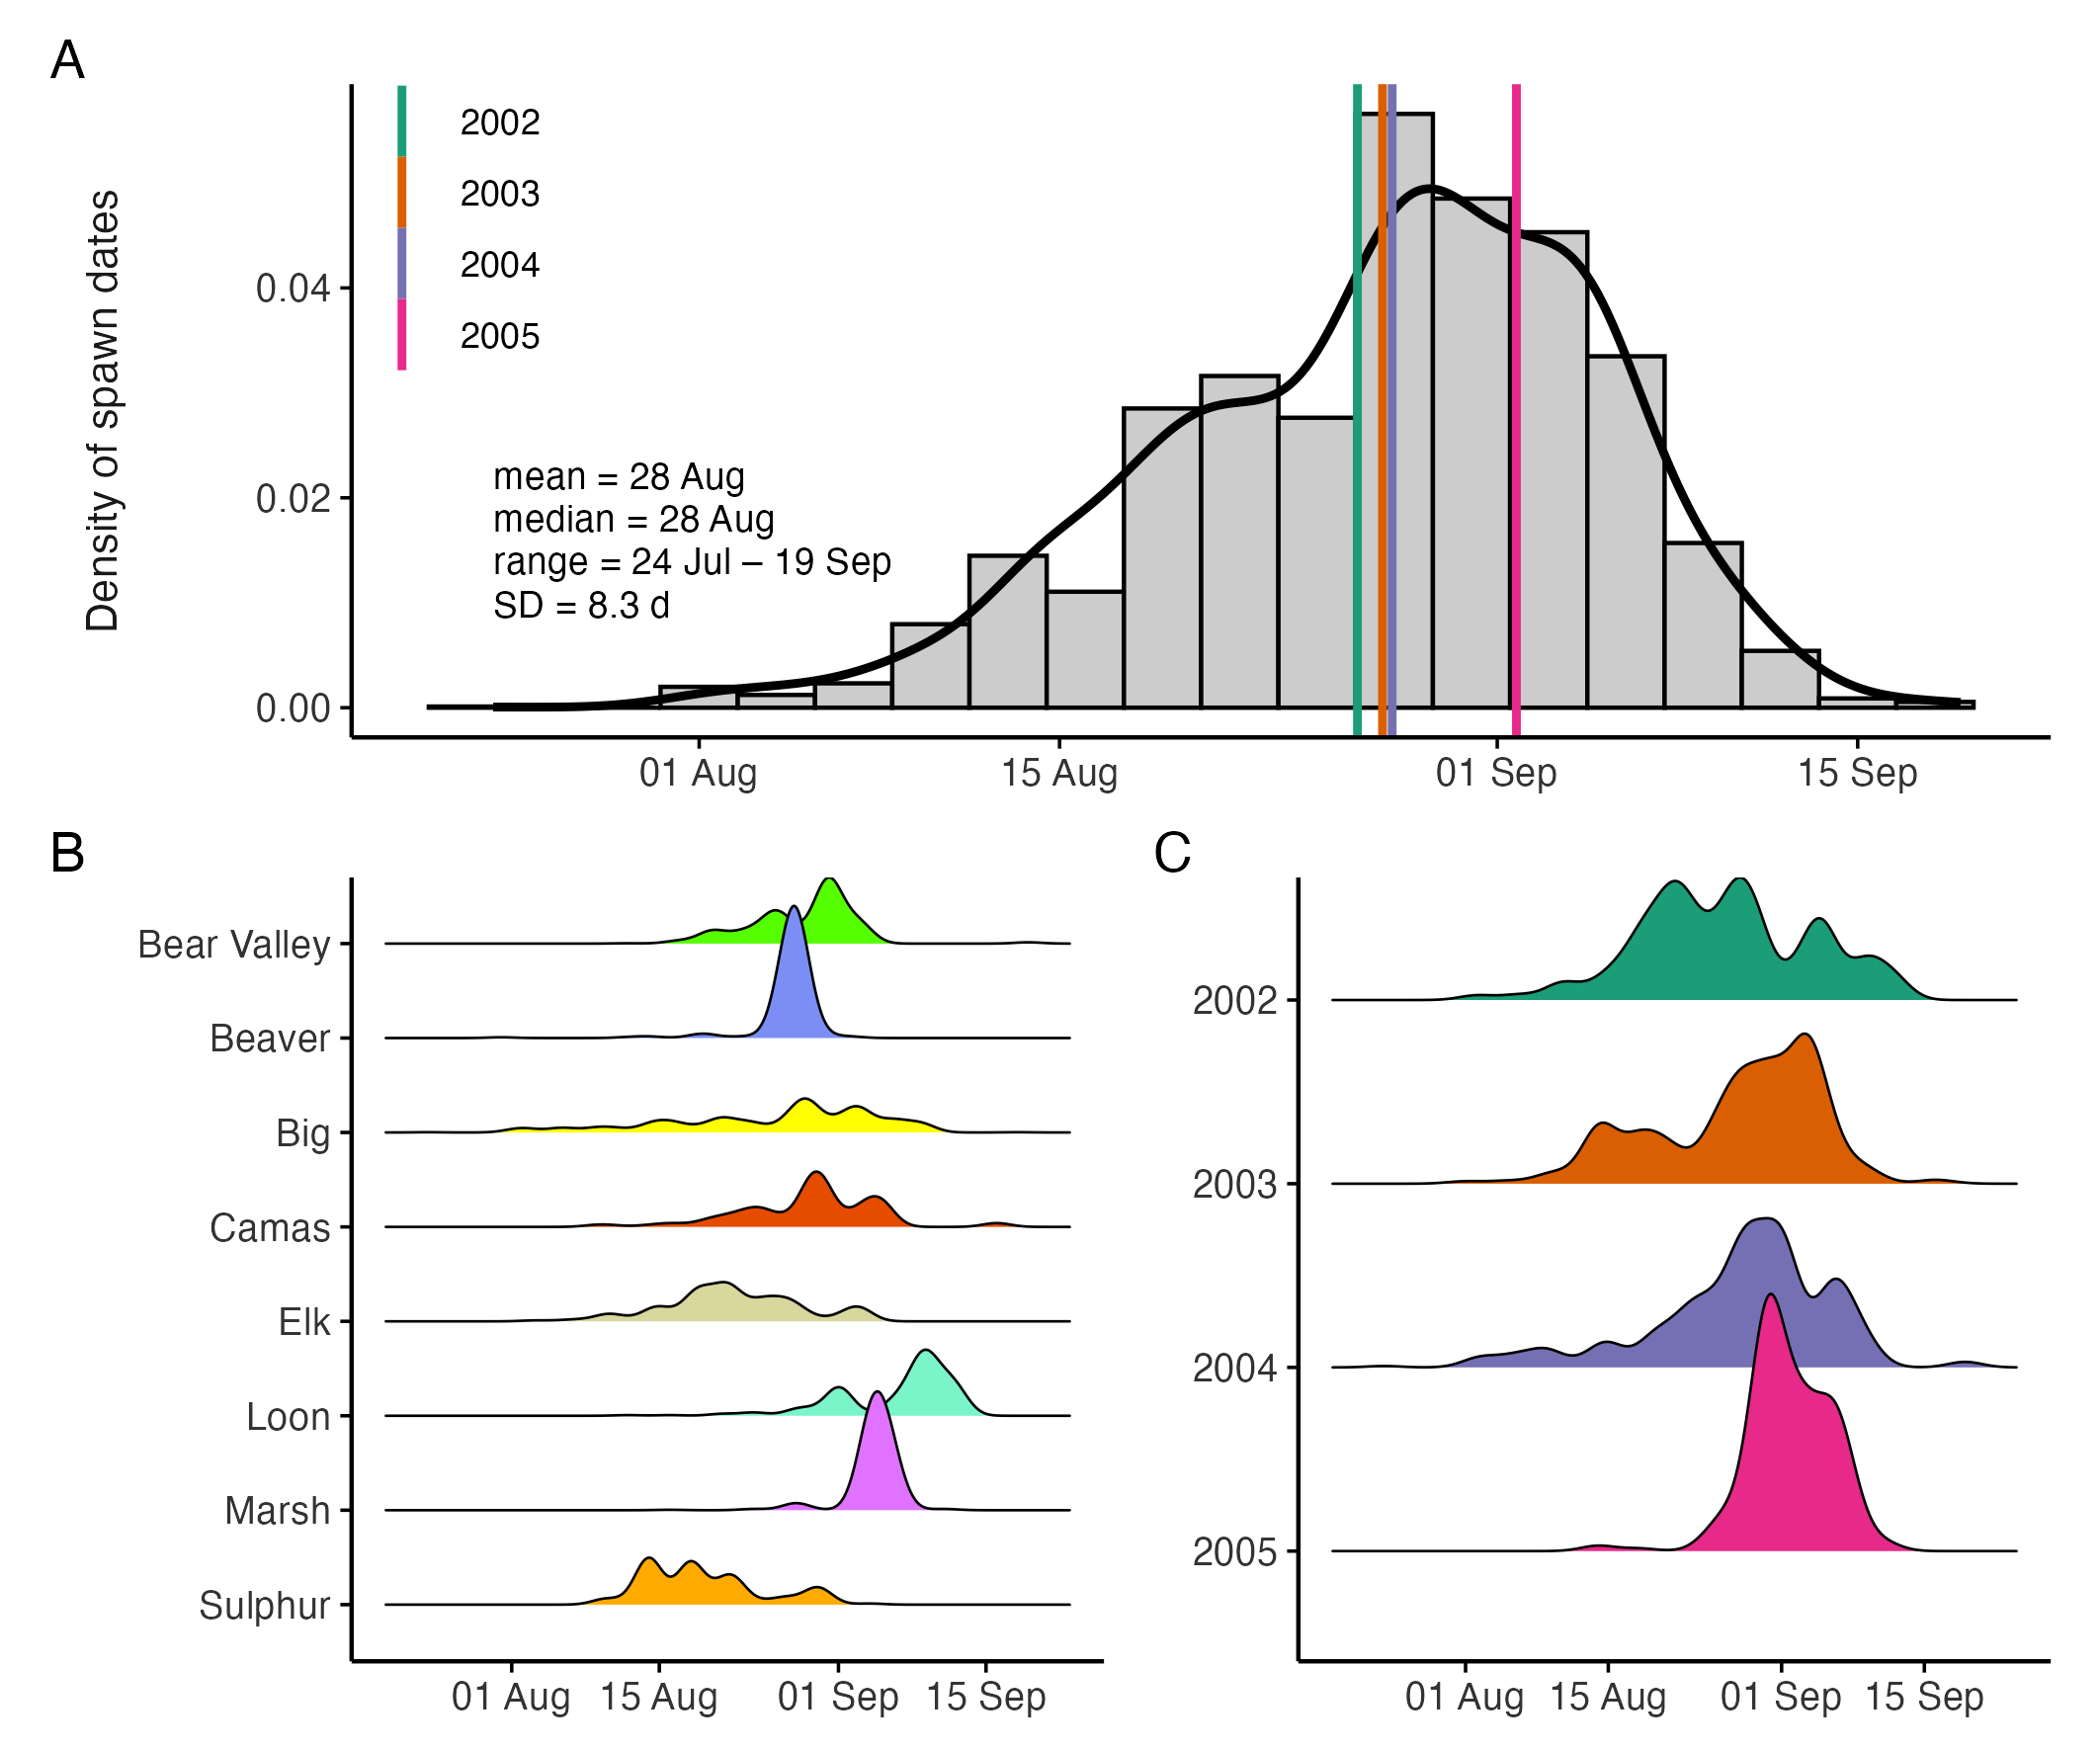 A
2002
2003
2004
2005
Density of spawn dates
0.04
0.02
0.00
mean = 28 Aug
median = 28 Aug
range = 24 Jul – 19 Sep
SD = 8.3 d
01 Aug
15 Aug
01 Sep
15 Sep
B
Bear Valley
Beaver
Big
Camas
Elk
Loon
Marsh
Sulphur
01 Aug
15 Aug
01 Sep
15 Sep
C
2002
2003
2004
2005
01 Aug
15 Aug
01 Sep
15 Sep